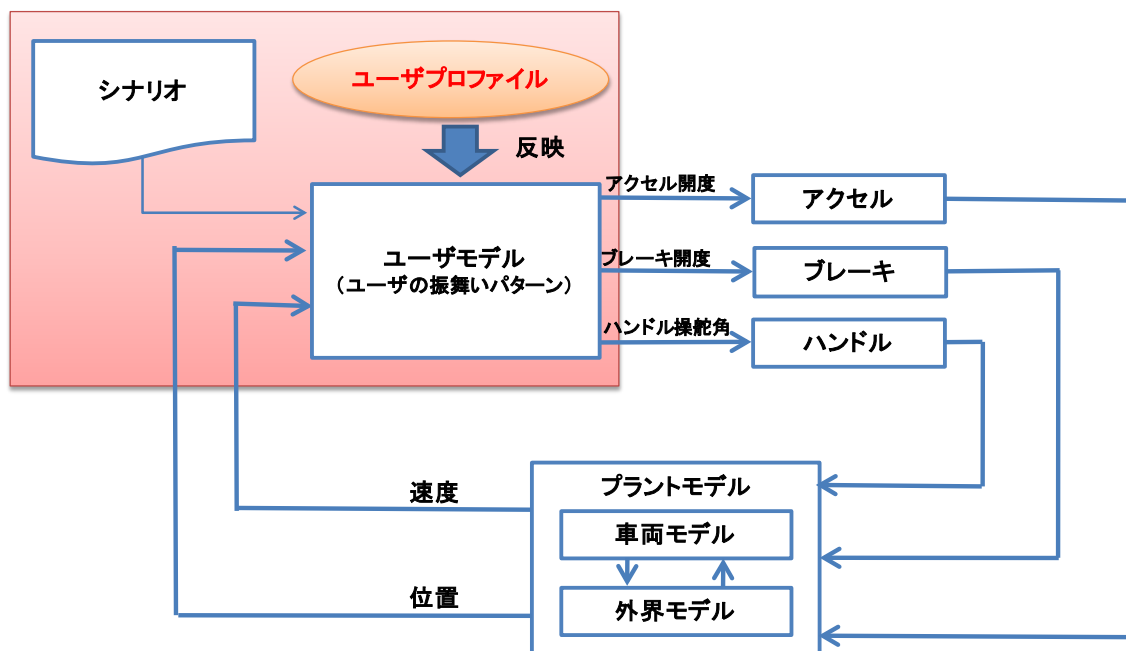 シナリオ
ユーザプロファイル
反映
アクセル開度
アクセル
ユーザモデル
（ユーザの振舞いパターン）
ブレーキ開度
ブレーキ
ハンドル操舵角
ハンドル
速度
プラントモデル
車両モデル
位置
外界モデル